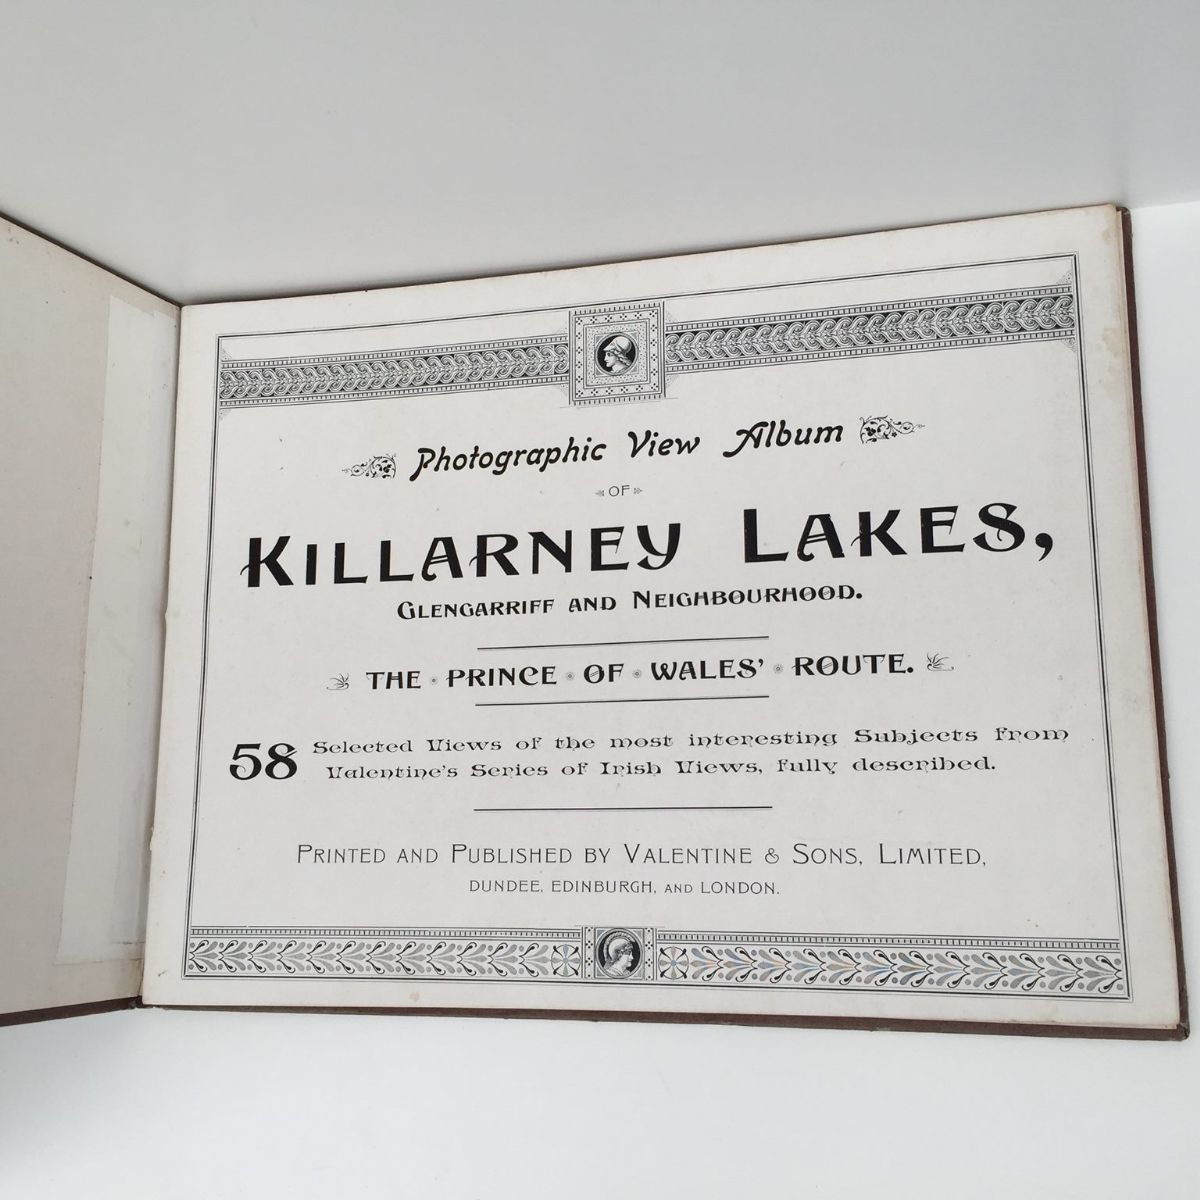 Photographic View Album
OF
KILLARNEY LAKES,
GLENGARRIFF AND NEIGHBOURHOOD.
THE PRINCE OF WALES' ROUTE.
58 Selected Views of the most interesting Subjects from
Valentine's Series of Irish Views, fully described.
PRINTED AND PUBLISHED BY VALENTINE & SONS, LIMITED,
DUNDEE, EDINBURGH, AND LONDON.